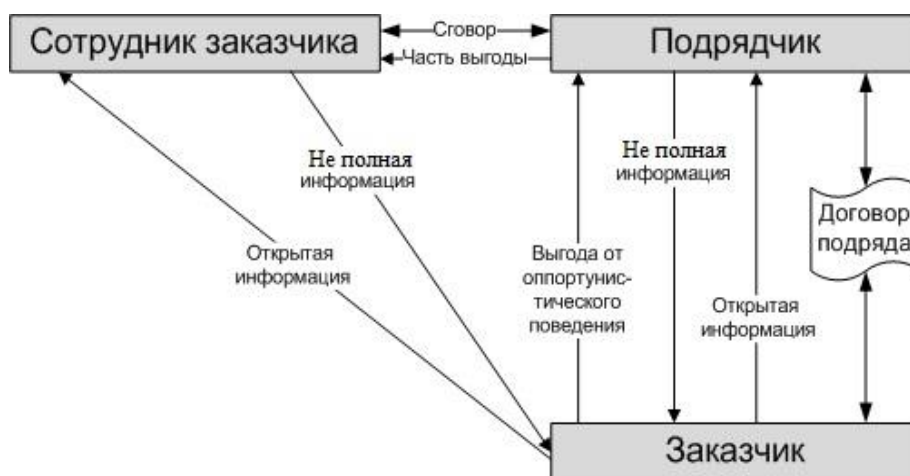 Сотрудник заказчика
Сговор
Часть выгоды
Подрядчик
Не полная
информация
Не полная
информация
Договор
подряда
Открытая
информация
Выгода от
оппортунис-
тического
поведения
Открытая
информация
Заказчик